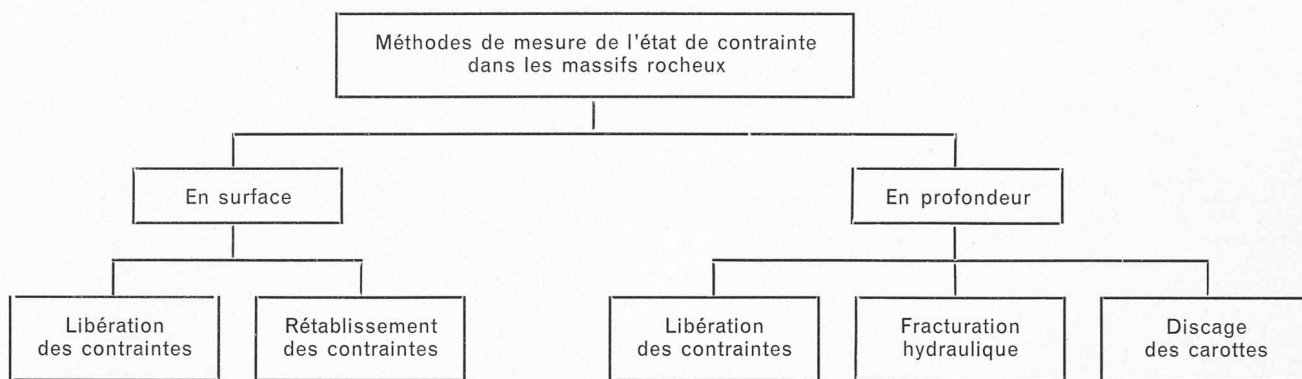 Méthodes de mesure de l'état de contrainte
dans les massifs rocheux
En surface
En profondeur
Libération
des contraintes
Rétablissement
des contraintes
Libération
des contraintes
Fracturation
hydraulique
Discage
des carottes